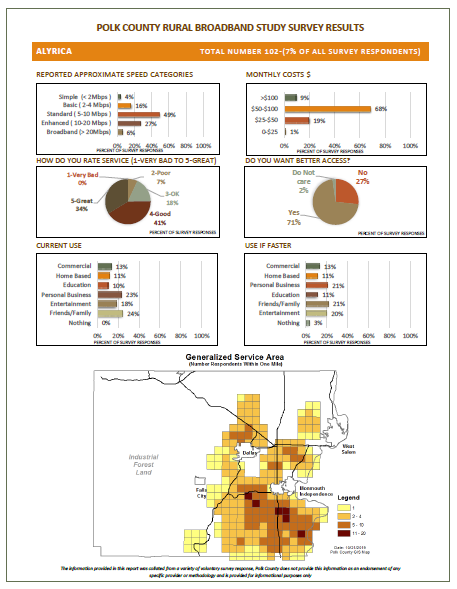 POLK COUNTY RURAL BROADBAND STUDY SURVEY RESULTS
ALYRICA TOTAL NUMBER 102-(7% OF ALL SURVEY RESPONDENTS)
REPORTED APPROXIMATE SPEED CATEGORIES
Simple (< 2Mbps ) 4%
Basic ( 2-4 Mbps) 16%
Standard ( 5-10 Mbps) 49%
Enhanced ( 10-20 Mbps ) 27%
Broadband (> 20Mbps) 6%
0% 20% 40% 60% 80% 100%
PERCENT OF SURVEY RESPONSES
MONTHLY COSTS $
>$100 9%
$50-$100 68%
$25-$50 19%
0-$25 1%
0% 20% 40% 60% 80% 100%
PERCENT OF SURVEY RESPONSES
HOW DO YOU RATE SERVICE (1-VERY BAD TO 5-GREAT)
1-Very Bad
0%
2-Poor
7%
3-OK
18%
4-Good
41%
5-Great
34%
PERCENT OF SURVEY RESPONSES
DO YOU WANT BETTER ACCESS?
Do Not
care
2%
No
27%
Yes
71%
PERCENT OF SURVEY RESPONSES
CURRENT USE
Commercial 13%
Home Based 11%
Education 10%
Personal Business 23%
Entertainment 18%
Friends/Family 24%
Nothing 0%
0% 20% 40% 60% 80% 100%
PERCENT OF SURVEY RESPONSES
USE IF FASTER
Commercial 13%
Home Based 11%
Personal Business 21%
Education 11%
Friends/Family 21%
Entertainment 20%
Nothing 3%
0% 20% 40% 60% 80% 100%
PERCENT OF SURVEY RESPONSES
Generalized Service Area
(Number Respondents Within One Mile)
Industrial
Forest
Land
Dallas
West
Salem
Falls
City
Monmouth
Independence
Legend
1
2 - 4
5 - 10
11 - 20
Polk County GIS Map
The information provided in this report was collated from a variety of voluntary survey response, Polk County does not provide this information as an endorsement of any
specific provider or methodology and is provided for informational purposes only